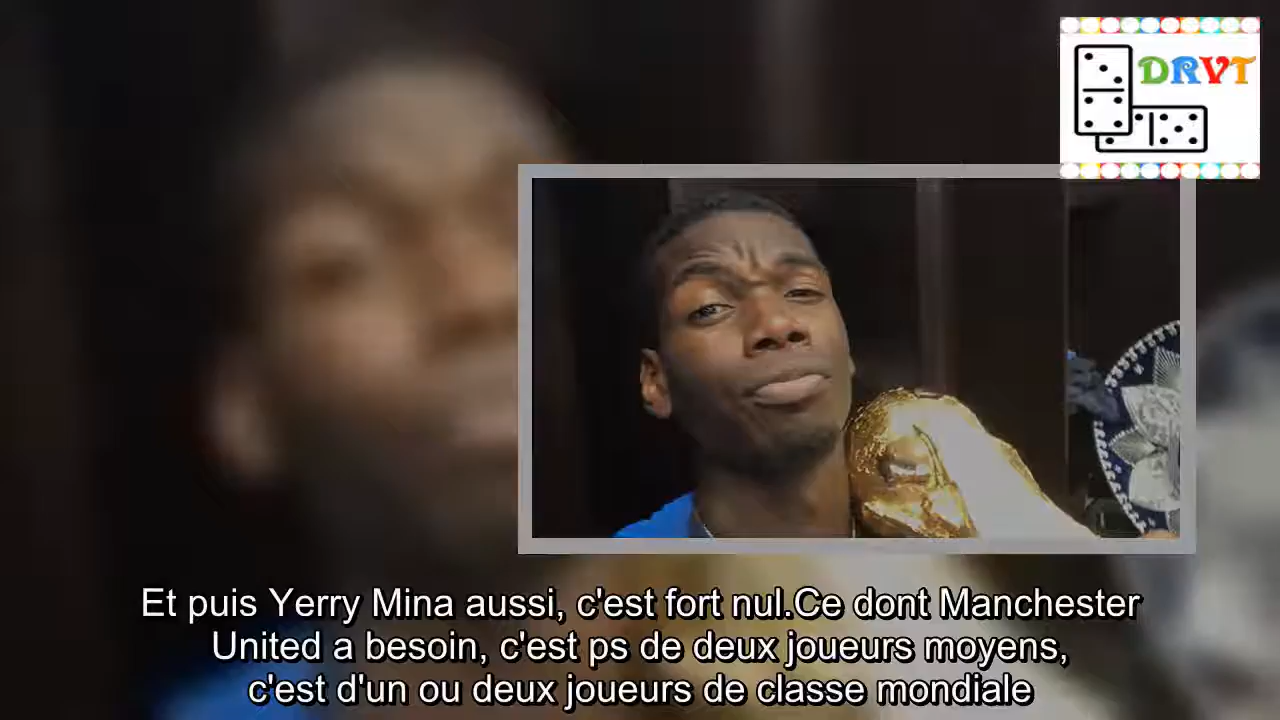 DRVT
Et puis Yerry Mina aussi, c'est fort nul.Ce dont Manchester
United a besoin, c'est ps de deux joueurs moyens,
c'est d'un ou deux joueurs de classe mondiale